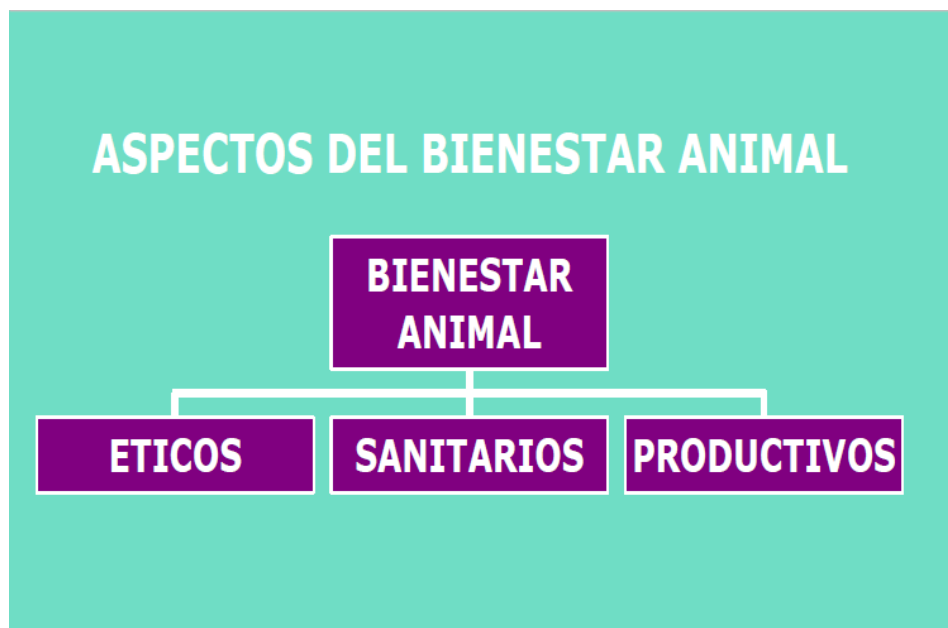 ASPECTOS DEL BIENESTAR ANIMAL
BIENESTAR
ANIMAL
ETICOS
SANITARIOS
PRODUCTIVOS